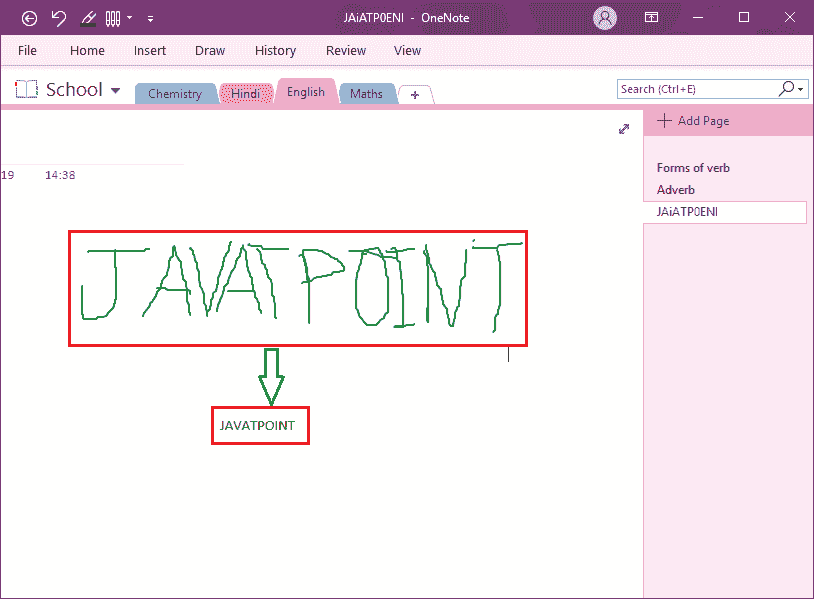 JAiATP0ENI - OneNote
File Home Insert Draw History Review View
School Chemistry Hindi English Maths + Search (Ctrl+E)
Add Page
19 14:38
Forms of verb
Adverb
JAiATP0ENI
JAVATPOINT
JAVATPOINT